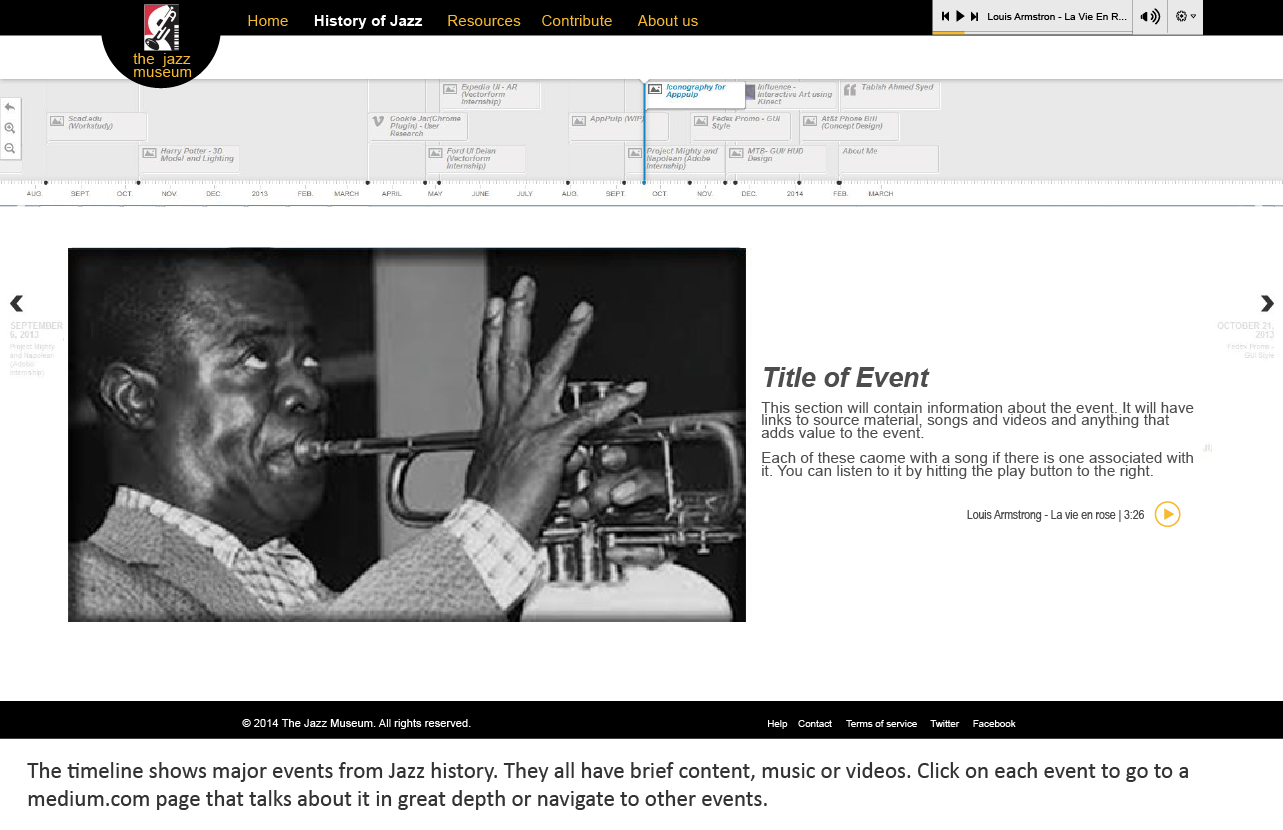 Home History of Jazz Resources Contribute About us
Louis Armstron - La Vie En R...
the jazz
museum
Expedia UI - AR
(Vectorform
Internship)
Iconography for
Apppulp
Influence -
Interactive Art using
Kinect
Tabish Ahmed Syed
Scad.edu
(Workstudy)
Cookie Jar(Chrome
Plugin) - User
Research
AppPulp (WIP)
Fedex Promo - GUI
Style
At&t Phone Bill
(Concept Design)
Harry Potter - 3D
Model and Lighting
Ford UI Deian
(Vectorform
Internship)
Project Mighty and
Napolean (Adobe
Internship)
MTB- GUI/ HUD
Design
About Me
AUG. SEPT. OCT. NOV. DEC. 2013 FEB. MARCH APRIL MAY JUNE JULY AUG. SEPT. OCT. NOV. DEC. 2014 FEB. MARCH
SEPTEMBER
6, 2013
Project Mighty
and Napolean
(Adobe
Internship)
OCTOBER 21,
2013
Fedex Promo -
GUI Style
Title of Event
This section will contain information about the event. It will have
links to source material, songs and videos and anything that
adds value to the event.
Each of these caome with a song if there is one associated with
it. You can listen to it by hitting the play button to the right.
Louis Armstrong - La vie en rose | 3:26
© 2014 The Jazz Museum. All rights reserved.
Help Contact Terms of service Twitter Facebook
The timeline shows major events from Jazz history. They all have brief content, music or videos. Click on each event to go to a
medium.com page that talks about it in great depth or navigate to other events.